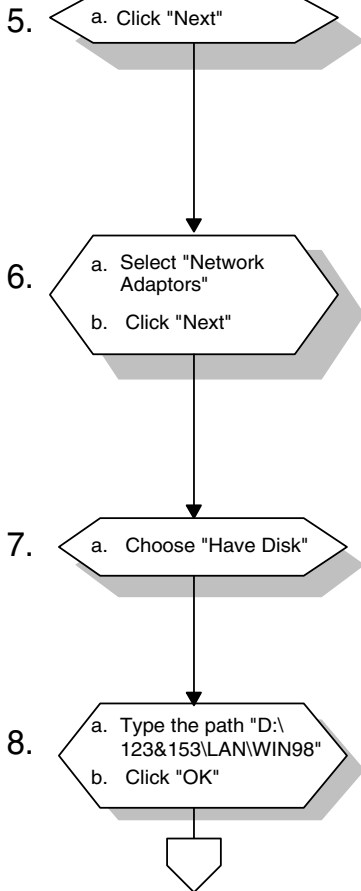 5.
a. Click "Next"
6.
a. Select "Network
Adaptors"
b. Click "Next"
7.
a. Choose "Have Disk"
8.
a. Type the path "D:\
123&153\LAN\WIN98"
b. Click "OK"